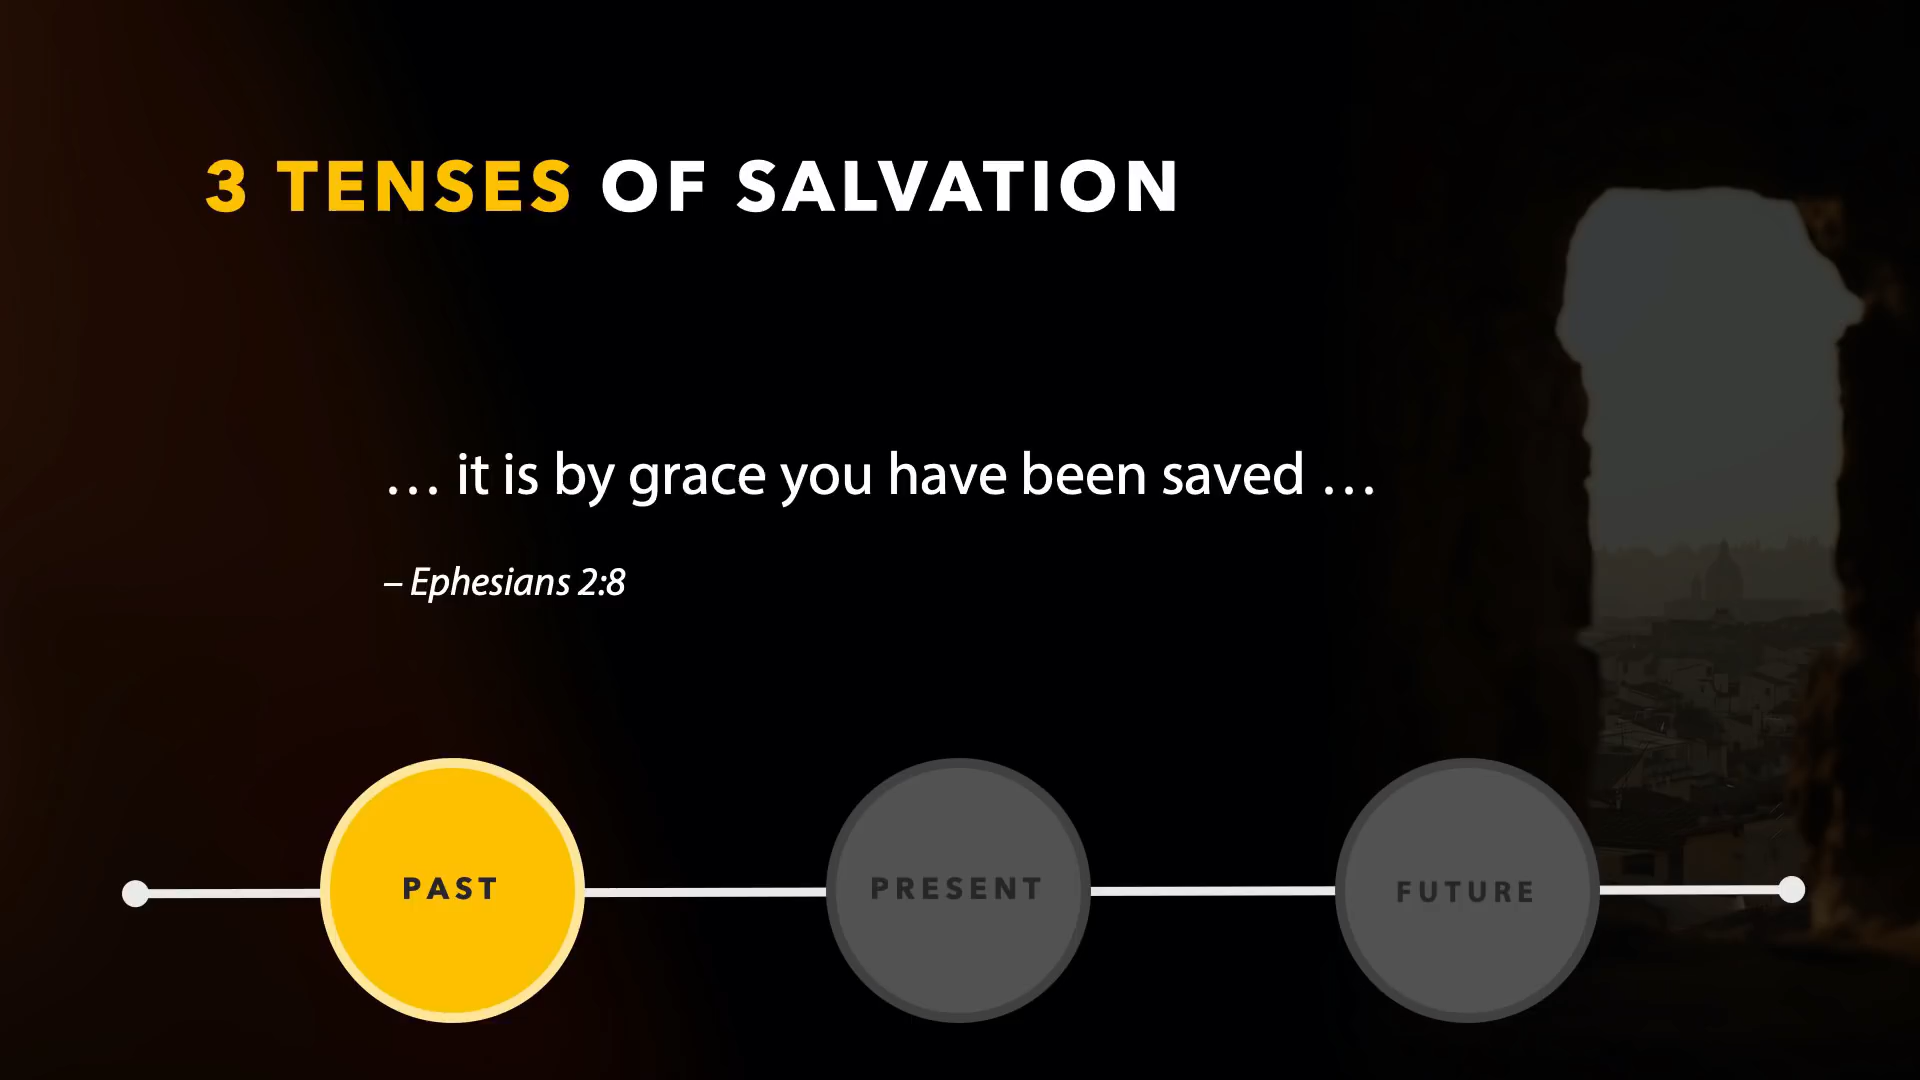 3 TENSES OF SALVATION
… it is by grace you have been saved …
– Ephesians 2:8
PAST
PRESENT
FUTURE